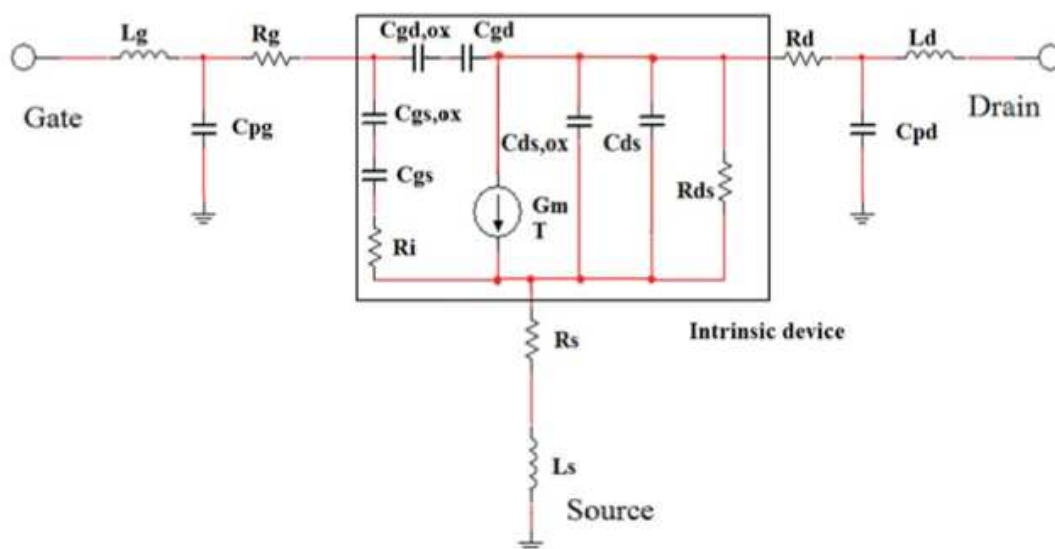 Lg
Rg
Cgd,ox
Cgd
Rd
Ld
Gate
Cpg
Cgs,ox
Cgs
Ri
Gm
T
Cds,ox
Cds
Rds
Cpd
Drain
Intrinsic device
Rs
Ls
Source